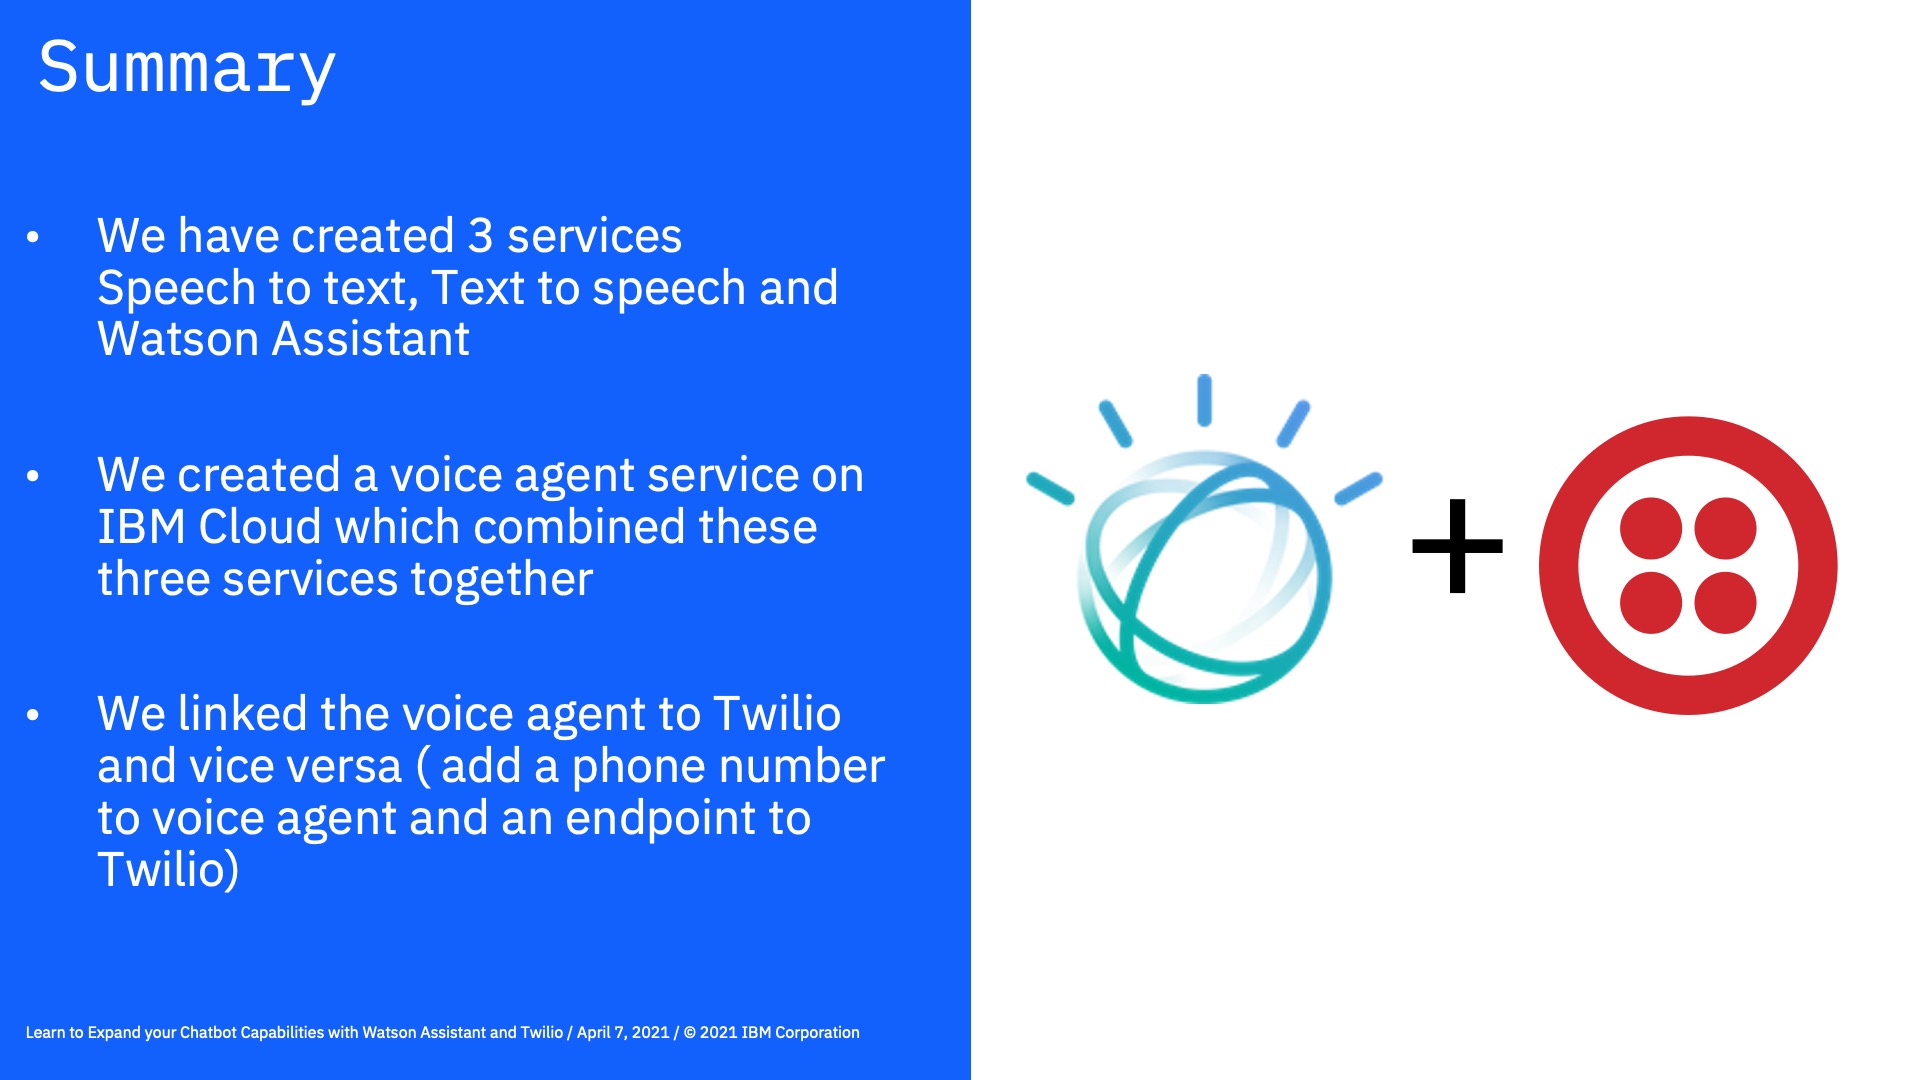 Summary
• We have created 3 services
Speech to text, Text to speech and
Watson Assistant
• We created a voice agent service on
IBM Cloud which combined these
three services together
• We linked the voice agent to Twilio
and vice versa ( add a phone number
to voice agent and an endpoint to
Twilio)
+
Learn to Expand your Chatbot Capabilities with Watson Assistant and Twilio / April 7, 2021 / © 2021 IBM Corporation